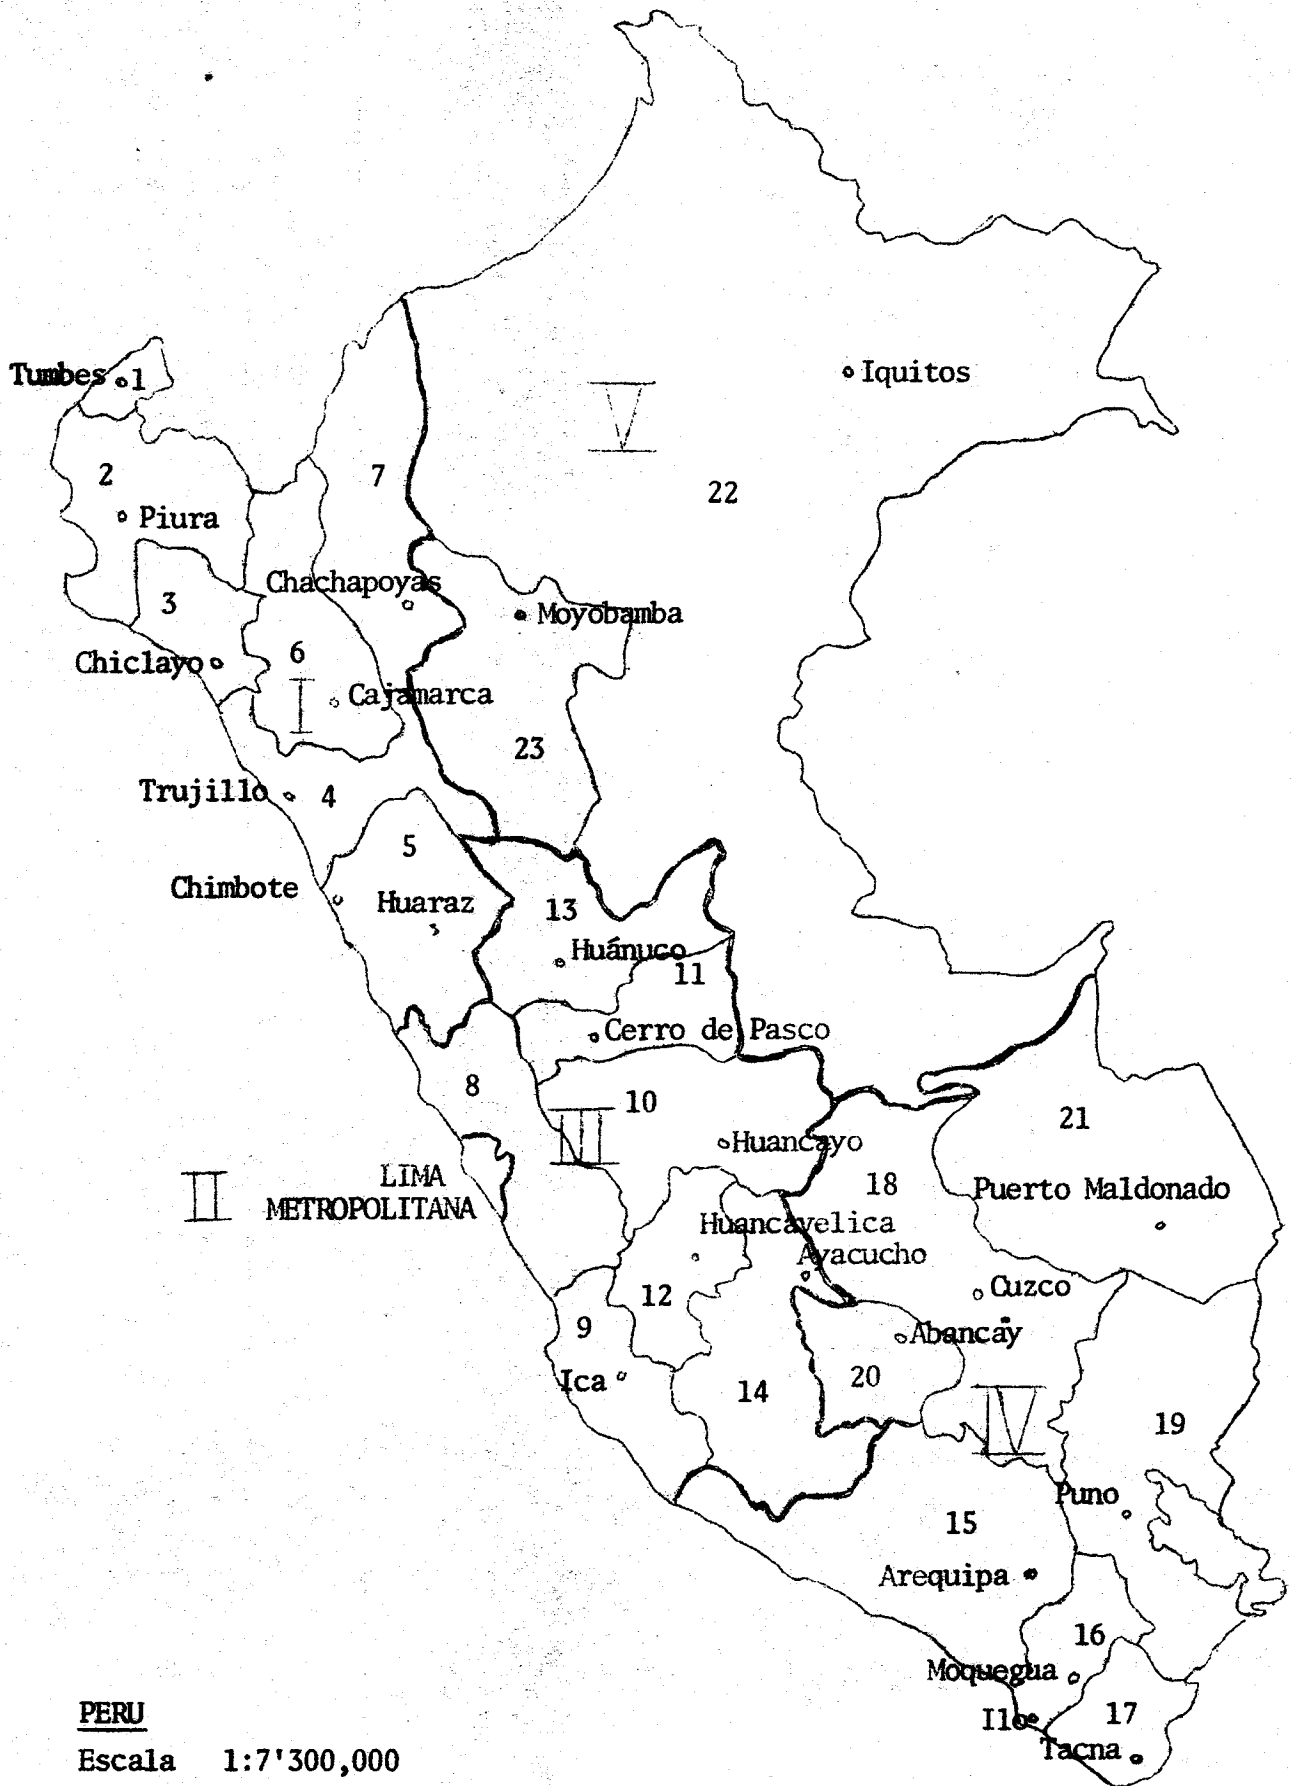 Tumbes 1
Iquitos
V
2
7
22
Piura
Chachapoyas
3
Moyobamba
6
Chiclayo
I
Cajamarca
23
Trujillo 4
5
Chimbote
Huaraz
13
Huánuco
11
Cerro de Pasco
8
10
21
III
Huancayo
II
LIMA
METROPOLITANA
18
Puerto Maldonado
Huancavelica
Ayacucho
12
Cuzco
9
Abancay
Ica
14
20
IV
19
Puno
15
Arequipa
16
Moquegua
Ilo
17
Tacna
PERU
Escala 1:7'300,000